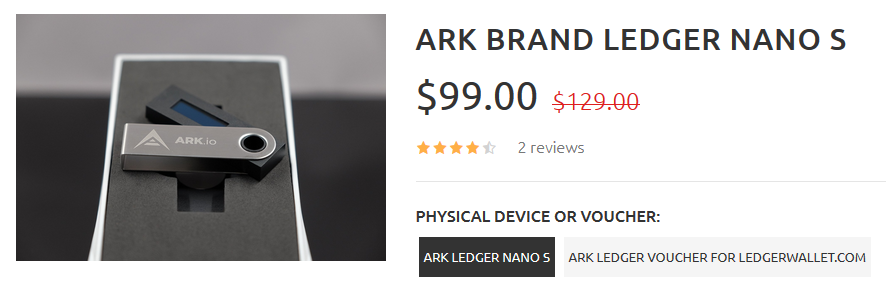 ARK.io
ARK BRAND LEDGER NANO S
$99.00 $129.00
2 reviews
PHYSICAL DEVICE OR VOUCHER:
ARK LEDGER NANO S ARK LEDGER VOUCHER FOR LEDGERWALLET.COM